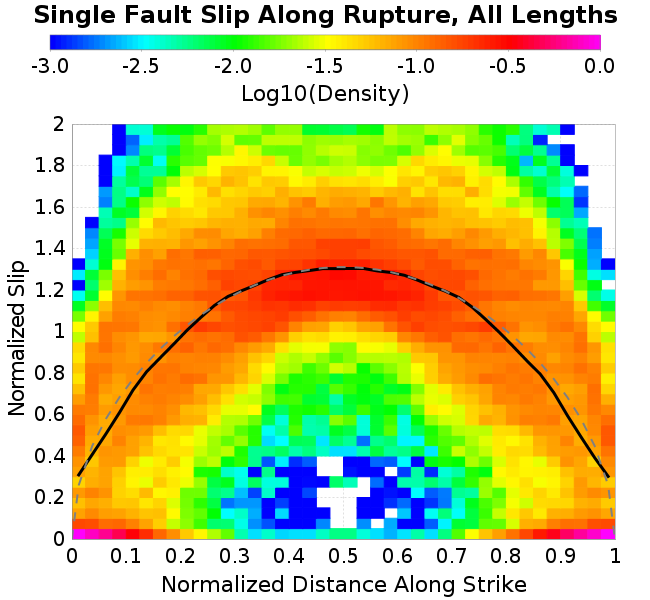 Single Fault Slip Along Rupture, All Lengths
-3.0 -2.5 -2.0 -1.5 -1.0 -0.5 0.0
Log10(Density)
2
1.8
1.6
1.4
1.2
1
0.8
0.6
0.4
0.2
0
Normalized Slip
0 0.1 0.2 0.3 0.4 0.5 0.6 0.7 0.8 0.9 1
Normalized Distance Along Strike